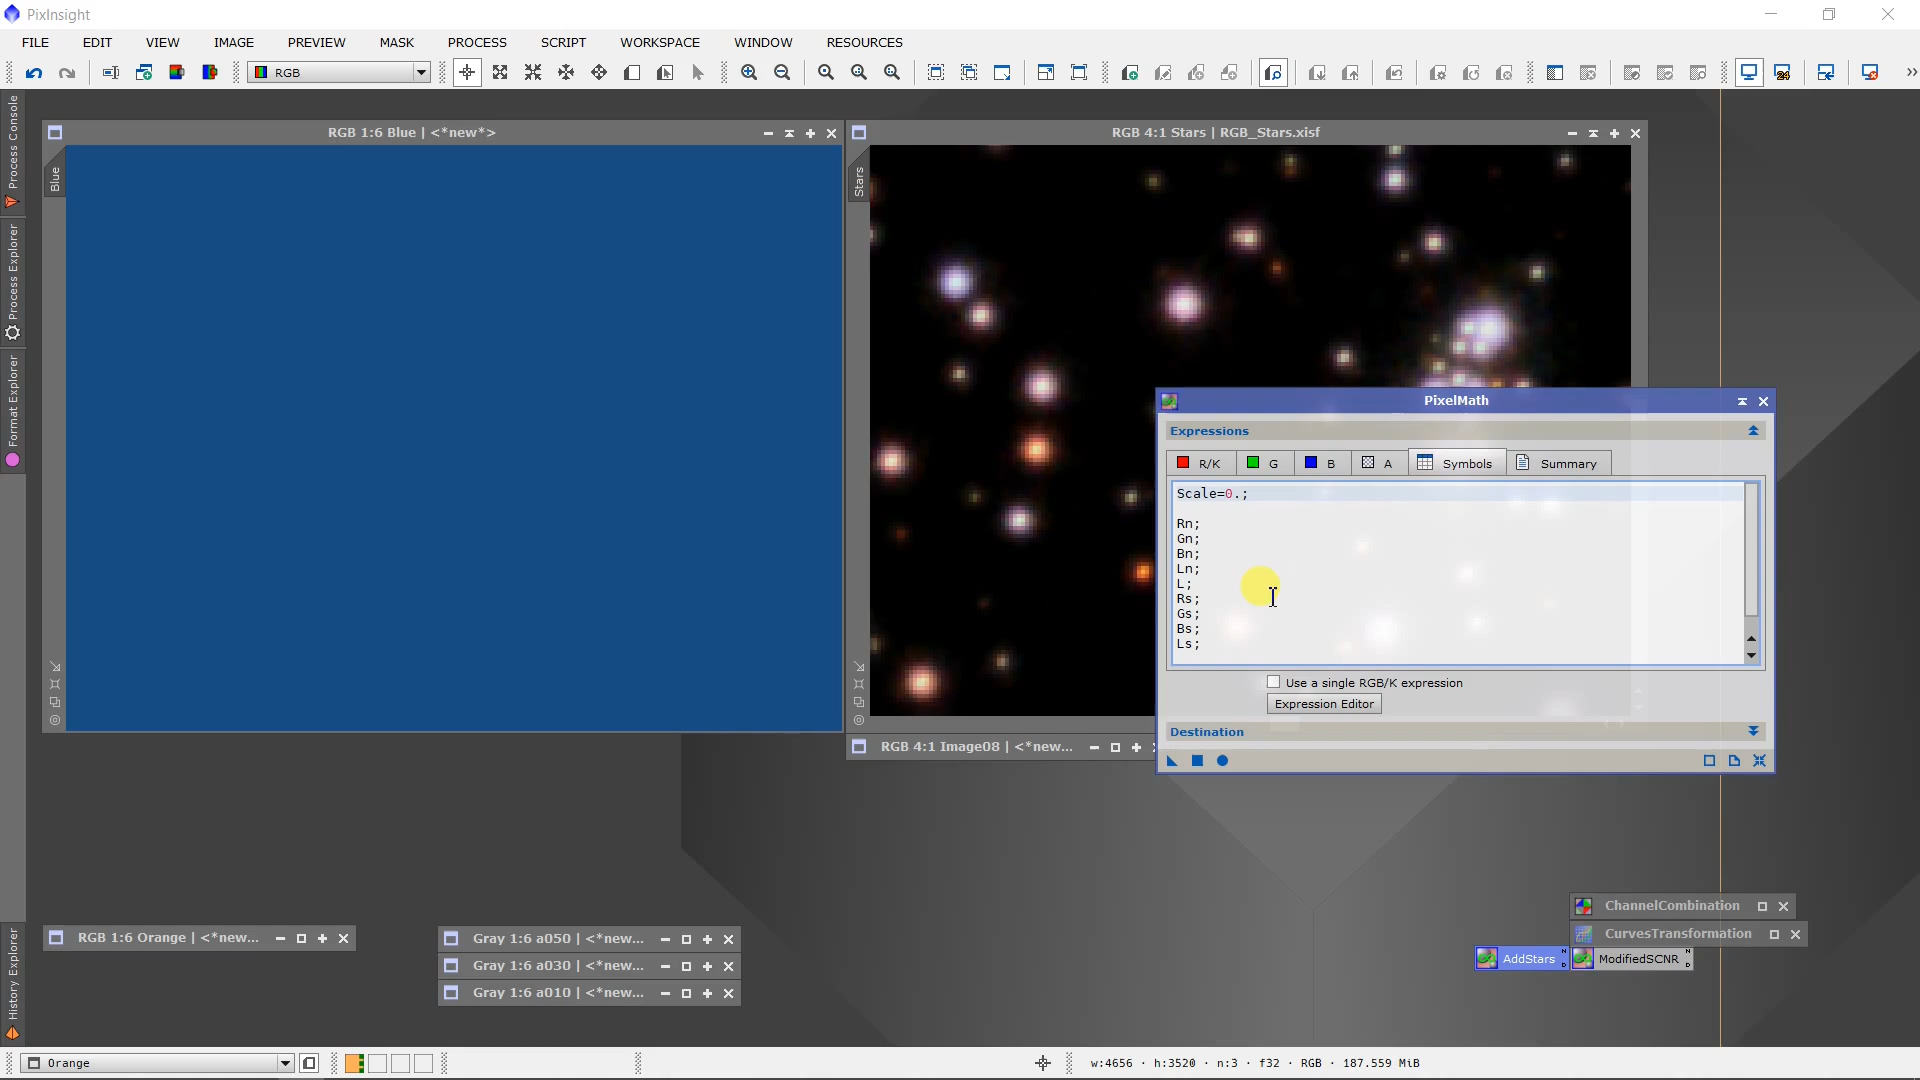 PixInsight
FILE EDIT VIEW IMAGE PREVIEW MASK PROCESS SCRIPT WORKSPACE WINDOW RESOURCES
RGB
24
Process Console
Process Explorer
Format Explorer
History Explorer
RGB 1:6 Blue | <*new*>
Blue
RGB 4:1 Stars | RGB_Stars.xisf
Stars
PixelMath
Expressions
R/K G B A Symbols Summary
Scale=0.;
Rn;
Gn;
Bn;
Ln;
L;
Rs;
Gs;
Bs;
Ls;
Use a single RGB/K expression
Expression Editor
Destination
RGB 4:1 Image08 | <*new...
RGB 1:6 Orange | <*new...
Gray 1:6 a050 | <*new...
Gray 1:6 a030 | <*new...
Gray 1:6 a010 | <*new...
ChannelCombination
CurvesTransformation
AddStars
N
D
ModifiedSCNR
N
D
Orange
w:4656 · h:3520 · n:3 · f32 · RGB · 187.559 MiB